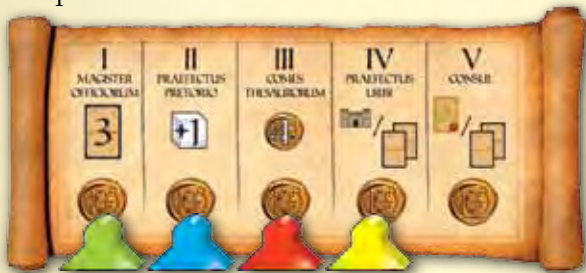 I
MAGISTER
OFFICIORUM
3
II
PRAEFECTUS
PRETORIO
+1
III
COMES
THESAURORUM
4
IV
PRAEFECTUS
URBI
/
V
CONSUL
/